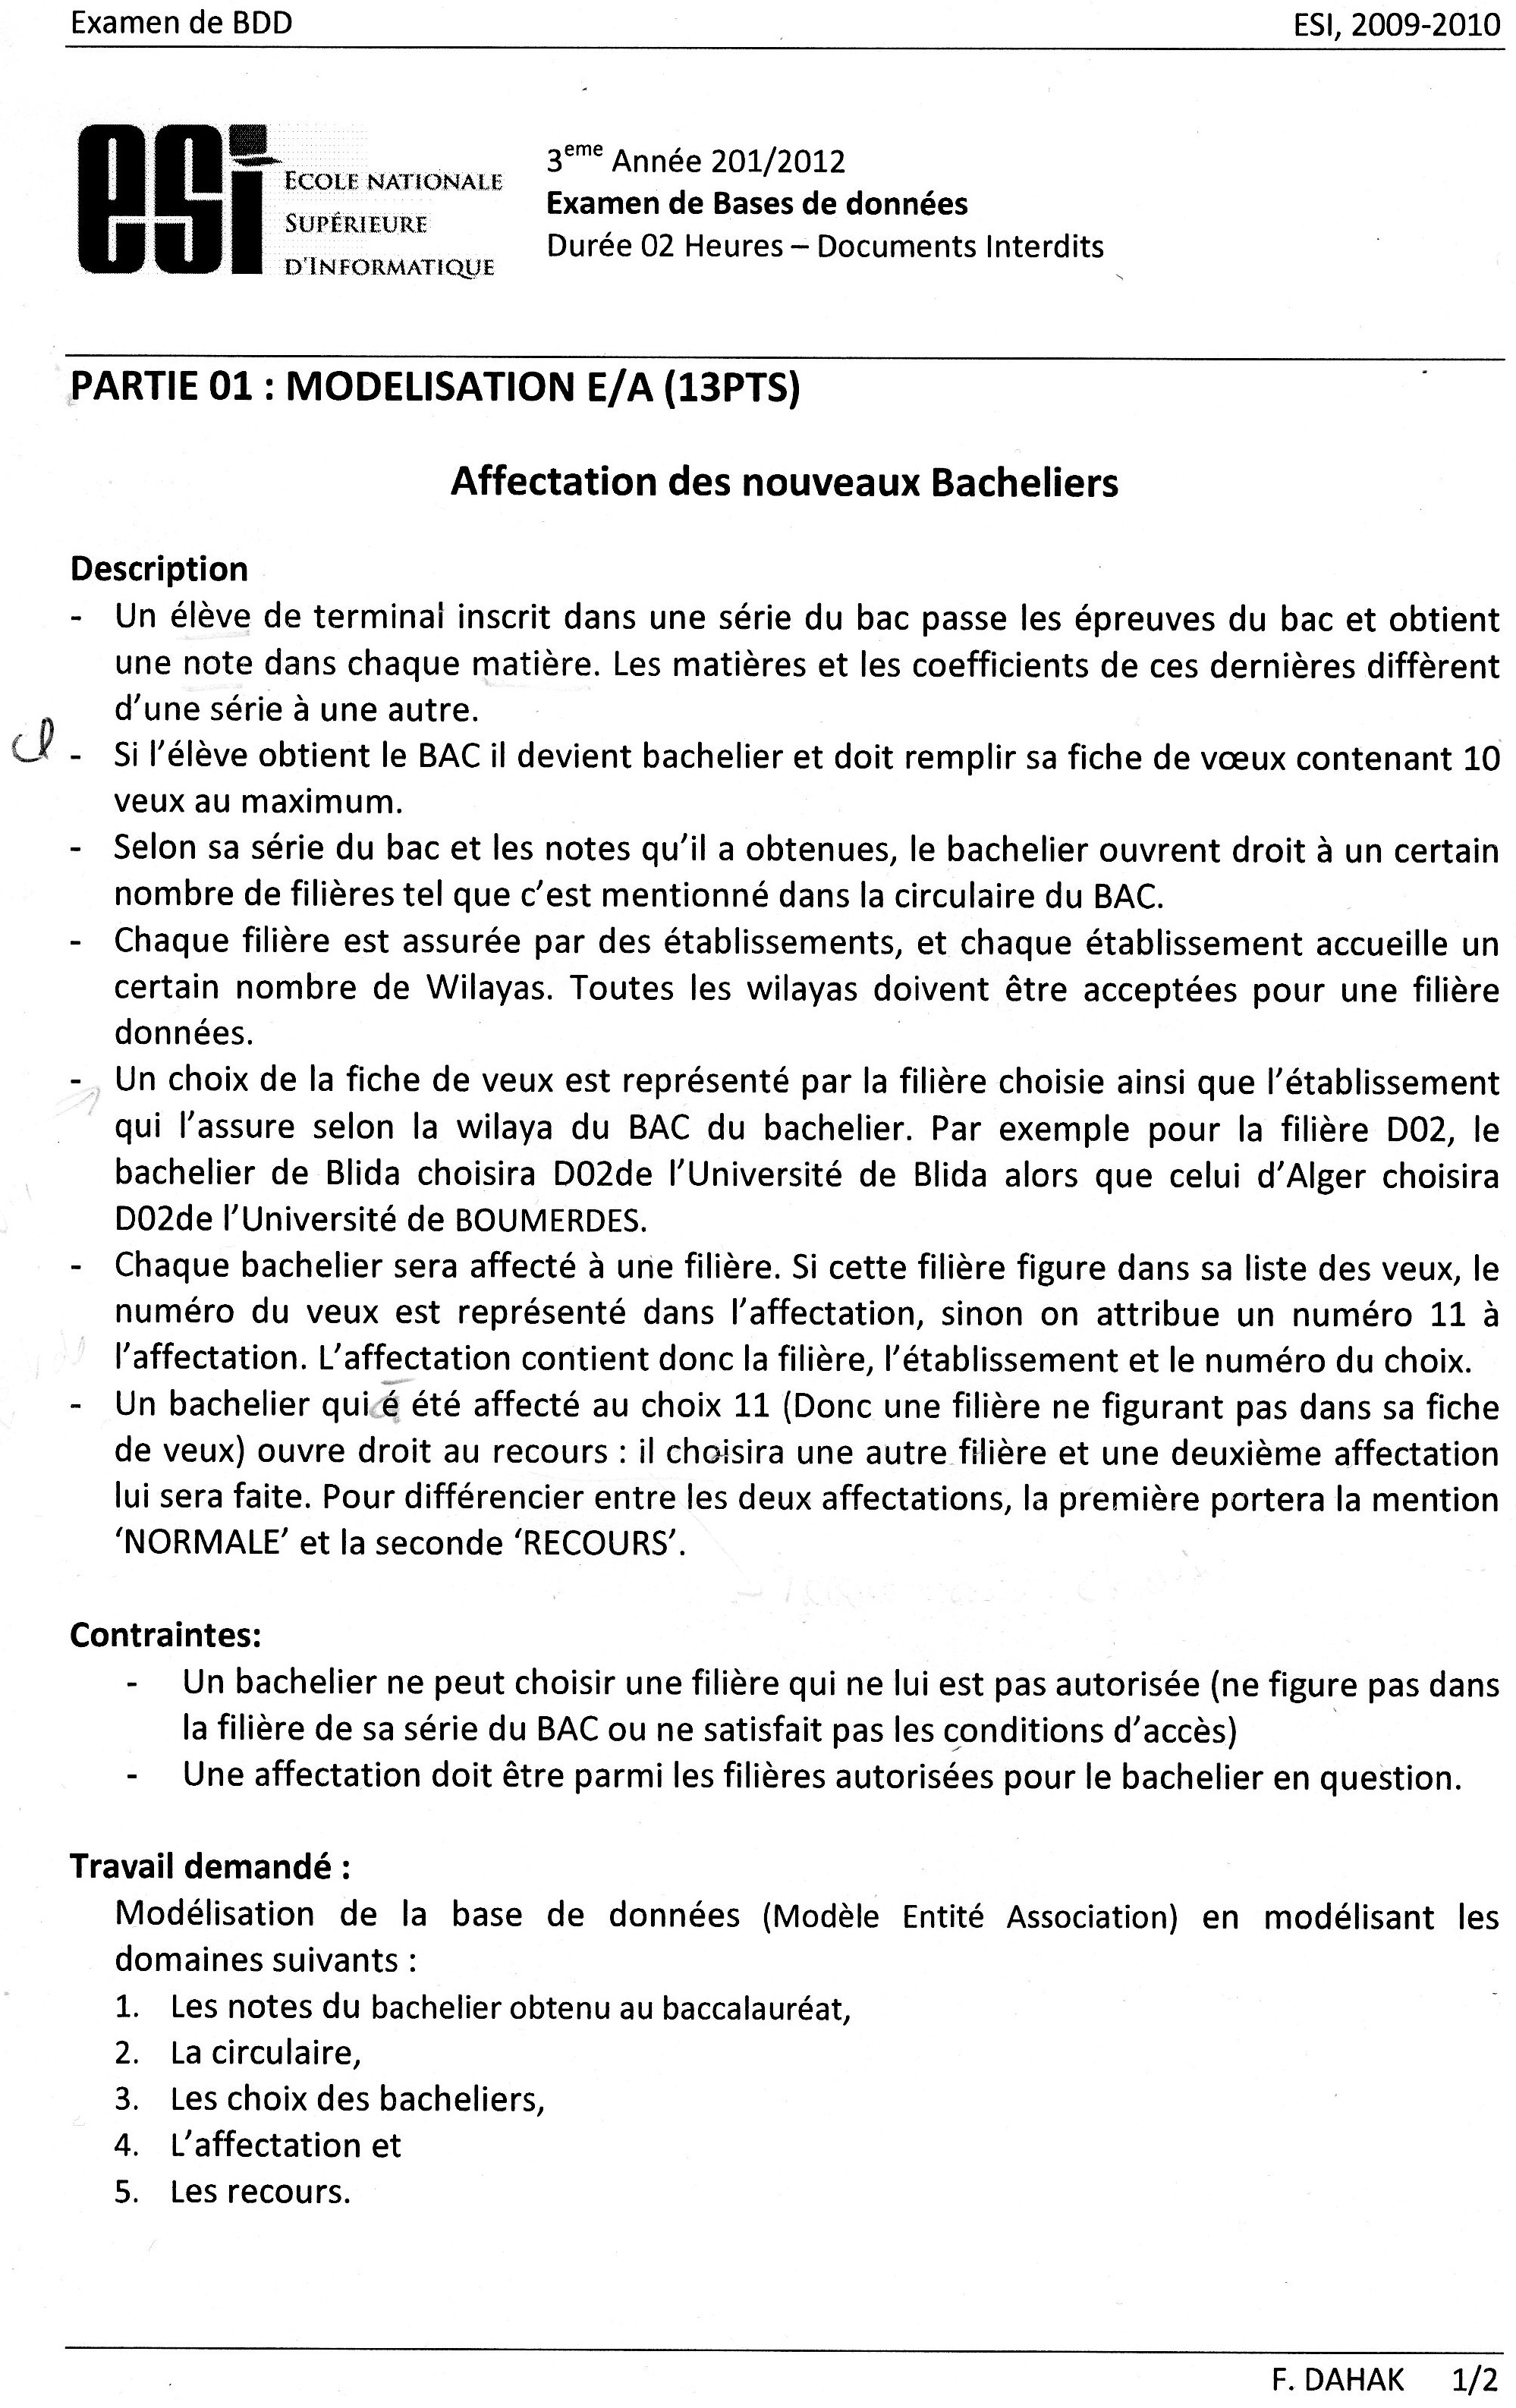 Examen de BDD ESI, 2009-2010
esi
ECOLE NATIONALE
SUPÉRIEURE
D'INFORMATIQUE
3eme Année 201/2012
Examen de Bases de données
Durée 02 Heures – Documents Interdits
PARTIE 01 : MODELISATION E/A (13PTS)
Affectation des nouveaux Bacheliers
Description
- Un élève de terminal inscrit dans une série du bac passe les épreuves du bac et obtient
une note dans chaque matière. Les matières et les coefficients de ces dernières diffèrent
d'une série à une autre.
- Si l'élève obtient le BAC il devient bachelier et doit remplir sa fiche de vœux contenant 10
veux au maximum.
- Selon sa série du bac et les notes qu'il a obtenues, le bachelier ouvrent droit à un certain
nombre de filières tel que c'est mentionné dans la circulaire du BAC.
- Chaque filière est assurée par des établissements, et chaque établissement accueille un
certain nombre de Wilayas. Toutes les wilayas doivent être acceptées pour une filière
données.
- Un choix de la fiche de veux est représenté par la filière choisie ainsi que l'établissement
qui l'assure selon la wilaya du BAC du bachelier. Par exemple pour la filière D02, le
bachelier de Blida choisira D02de l'Université de Blida alors que celui d'Alger choisira
D02de l'Université de BOUMERDES.
- Chaque bachelier sera affecté à une filière. Si cette filière figure dans sa liste des veux, le
numéro du veux est représenté dans l'affectation, sinon on attribue un numéro 11 à
l'affectation. L'affectation contient donc la filière, l'établissement et le numéro du choix.
- Un bachelier qui é été affecté au choix 11 (Donc une filière ne figurant pas dans sa fiche
de veux) ouvre droit au recours : il choisira une autre filière et une deuxième affectation
lui sera faite. Pour différencier entre les deux affectations, la première portera la mention
'NORMALE' et la seconde 'RECOURS'.
Contraintes:
- Un bachelier ne peut choisir une filière qui ne lui est pas autorisée (ne figure pas dans
la filière de sa série du BAC ou ne satisfait pas les conditions d'accès)
- Une affectation doit être parmi les filières autorisées pour le bachelier en question.
Travail demandé :
Modélisation de la base de données (Modèle Entité Association) en modélisant les
domaines suivants :
1. Les notes du bachelier obtenu au baccalauréat,
2. La circulaire,
3. Les choix des bacheliers,
4. L'affectation et
5. Les recours.
F. DAHAK 1/2